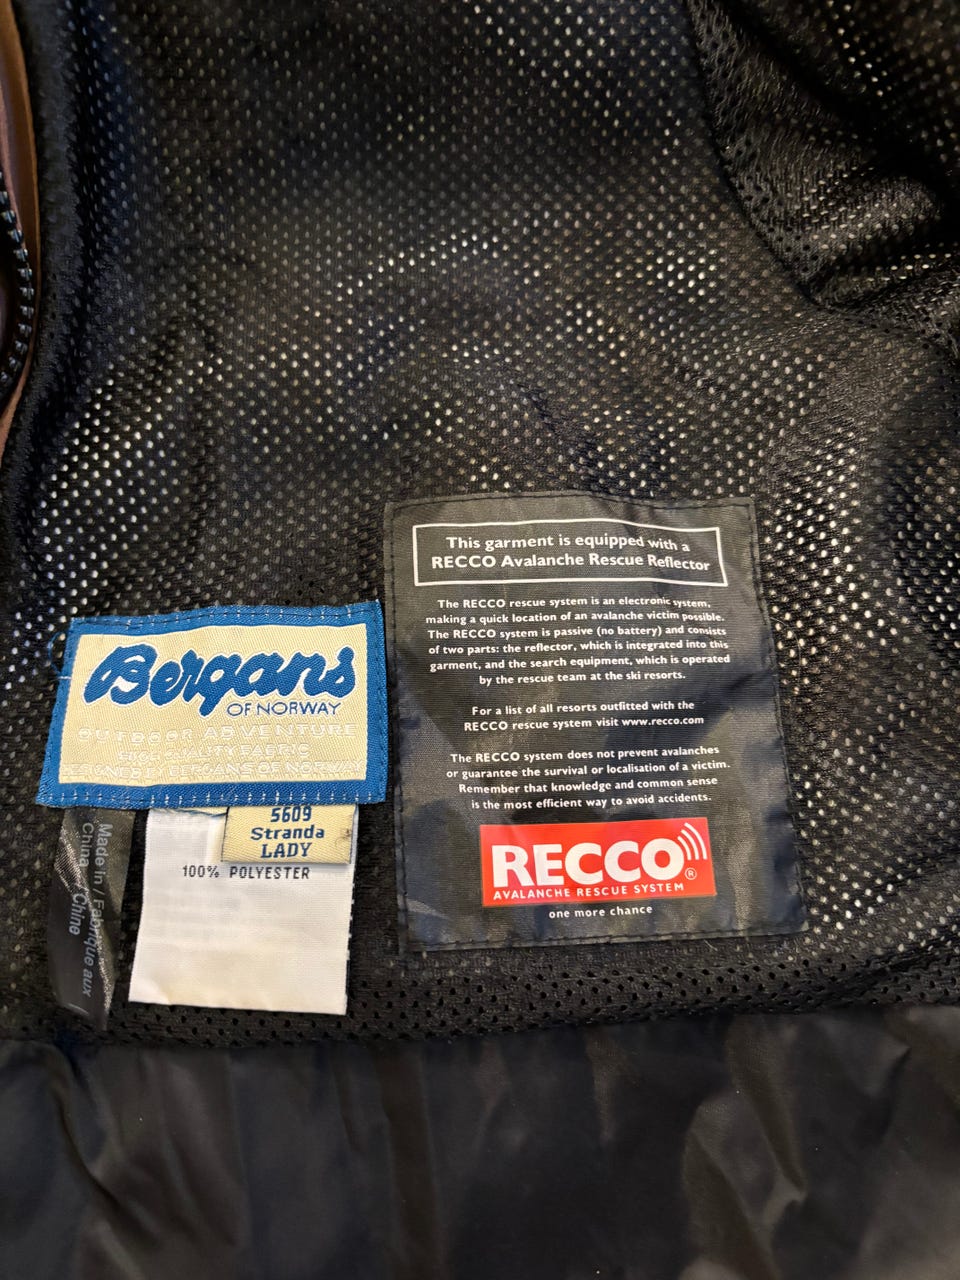 This garment is equipped with a
RECCO Avalanche Rescue Reflector
The RECCO rescue system is an electronic system,
making a quick location of an avalanche victim possible.
The RECCO system is passive (no battery) and consists
of two parts: the reflector, which is integrated into this
garment, and the search equipment, which is operated
by the rescue team at the ski resorts.
For a list of all resorts outfitted with the
RECCO rescue system visit www.recco.com
The RECCO system does not prevent avalanches
or guarantee the survival or localisation of a victim.
Remember that knowledge and common sense
is the most efficient way to avoid accidents.
RECCO®
AVALANCHE RESCUE SYSTEM
one more chance
Bergans
OF NORWAY
OUTDOOR ADVENTURE
HIGH QUALITY FABRIC
DESIGNED BY BERGANS OF NORWAY
5609
Stranda
LADY
100% POLYESTER
Made in / Fabriqué aux
China / Chine